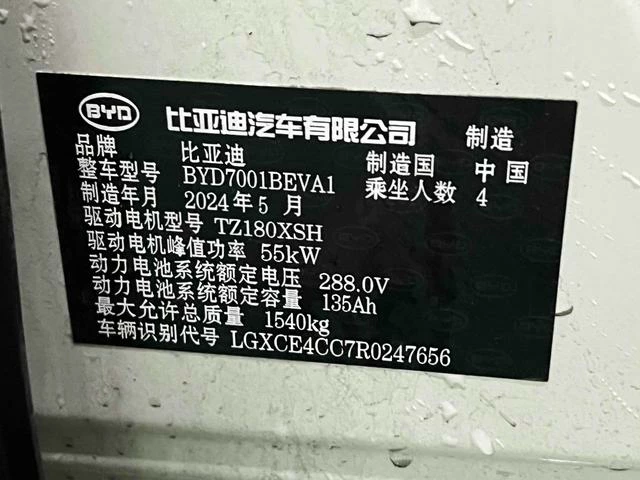 BYD 比亚迪汽车有限公司 制造
品牌 比亚迪 制造国 中国
整车型号 BYD7001BEVA1 乘坐人数 4
制造年月 2024年5月
驱动电机型号 TZ180XSH
驱动电机峰值功率 55kW
动力电池系统额定电压 288.0V
动力电池系统额定容量 135Ah
最大允许总质量 1540kg
车辆识别代号 LGXCE4CC7R0247656